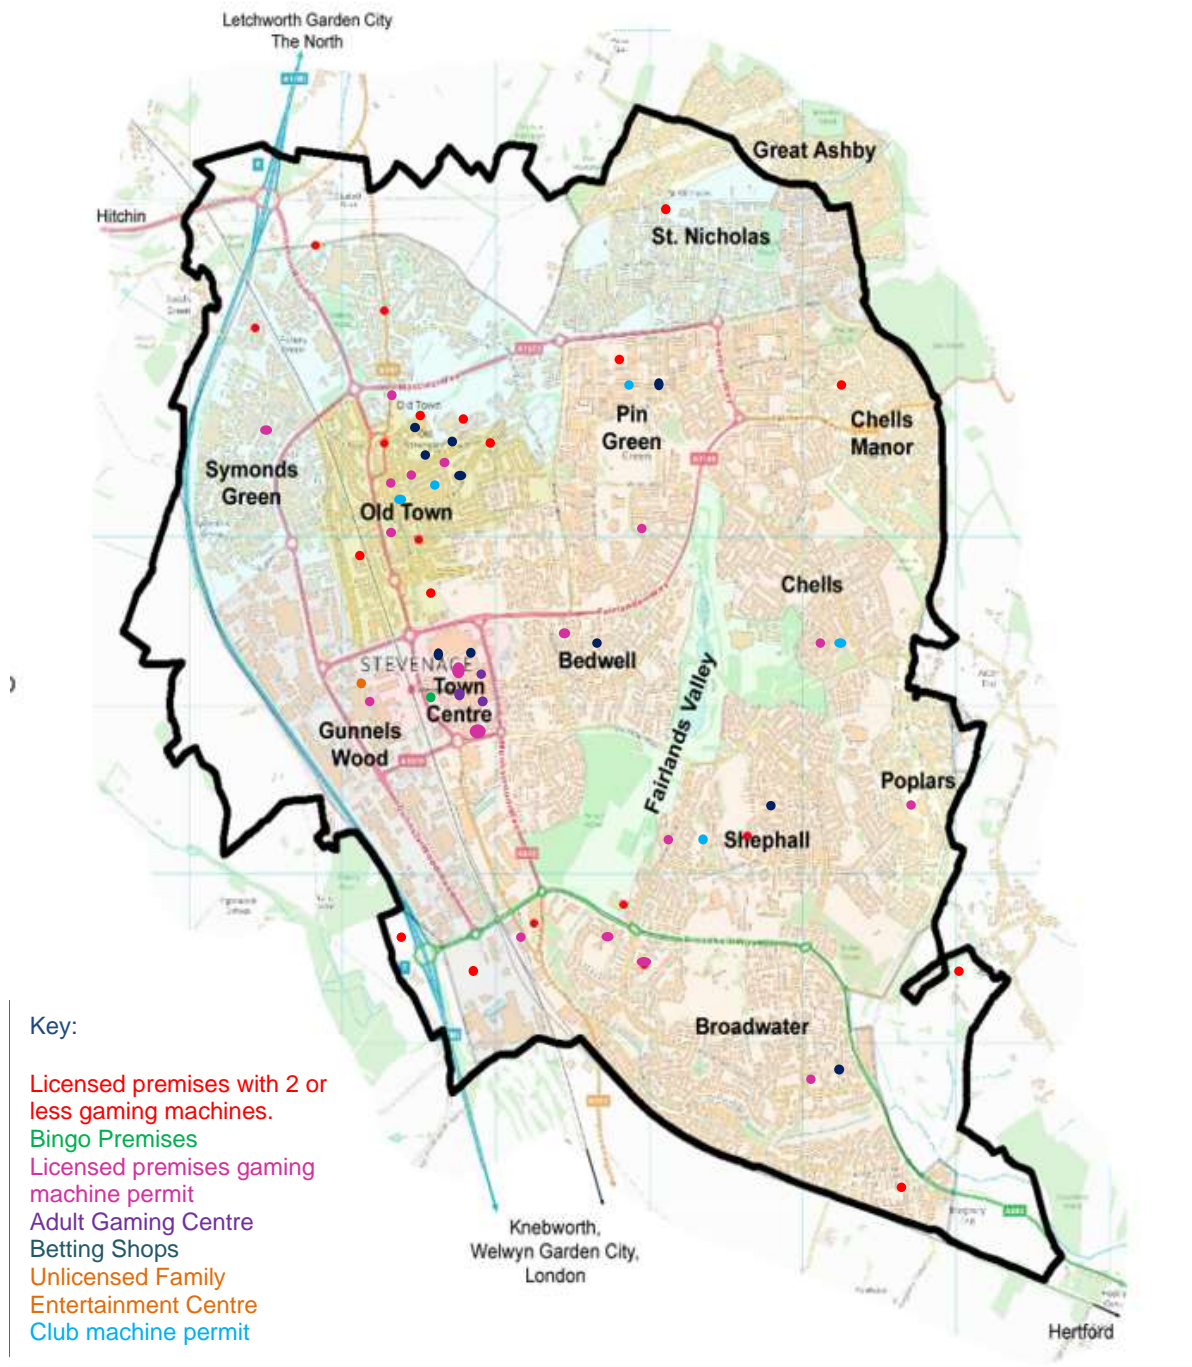 Letchworth Garden City
The North
A1(M)
Great Ashby
Hitchin
St. Nicholas
Old Town
Pin
Green
Chells
Manor
Symonds
Green
Old Town
Chells
STEVENAGE
Bedwell
Town
Centre
Gunnels
Wood
Fairlands Valley
Poplars
Shephall
Broadwater
Key:
Licensed premises with 2 or
less gaming machines.
Bingo Premises
Licensed premises gaming
machine permit
Adult Gaming Centre
Betting Shops
Unlicensed Family
Entertainment Centre
Club machine permit
Knebworth,
Welwyn Garden City,
London
Hertford